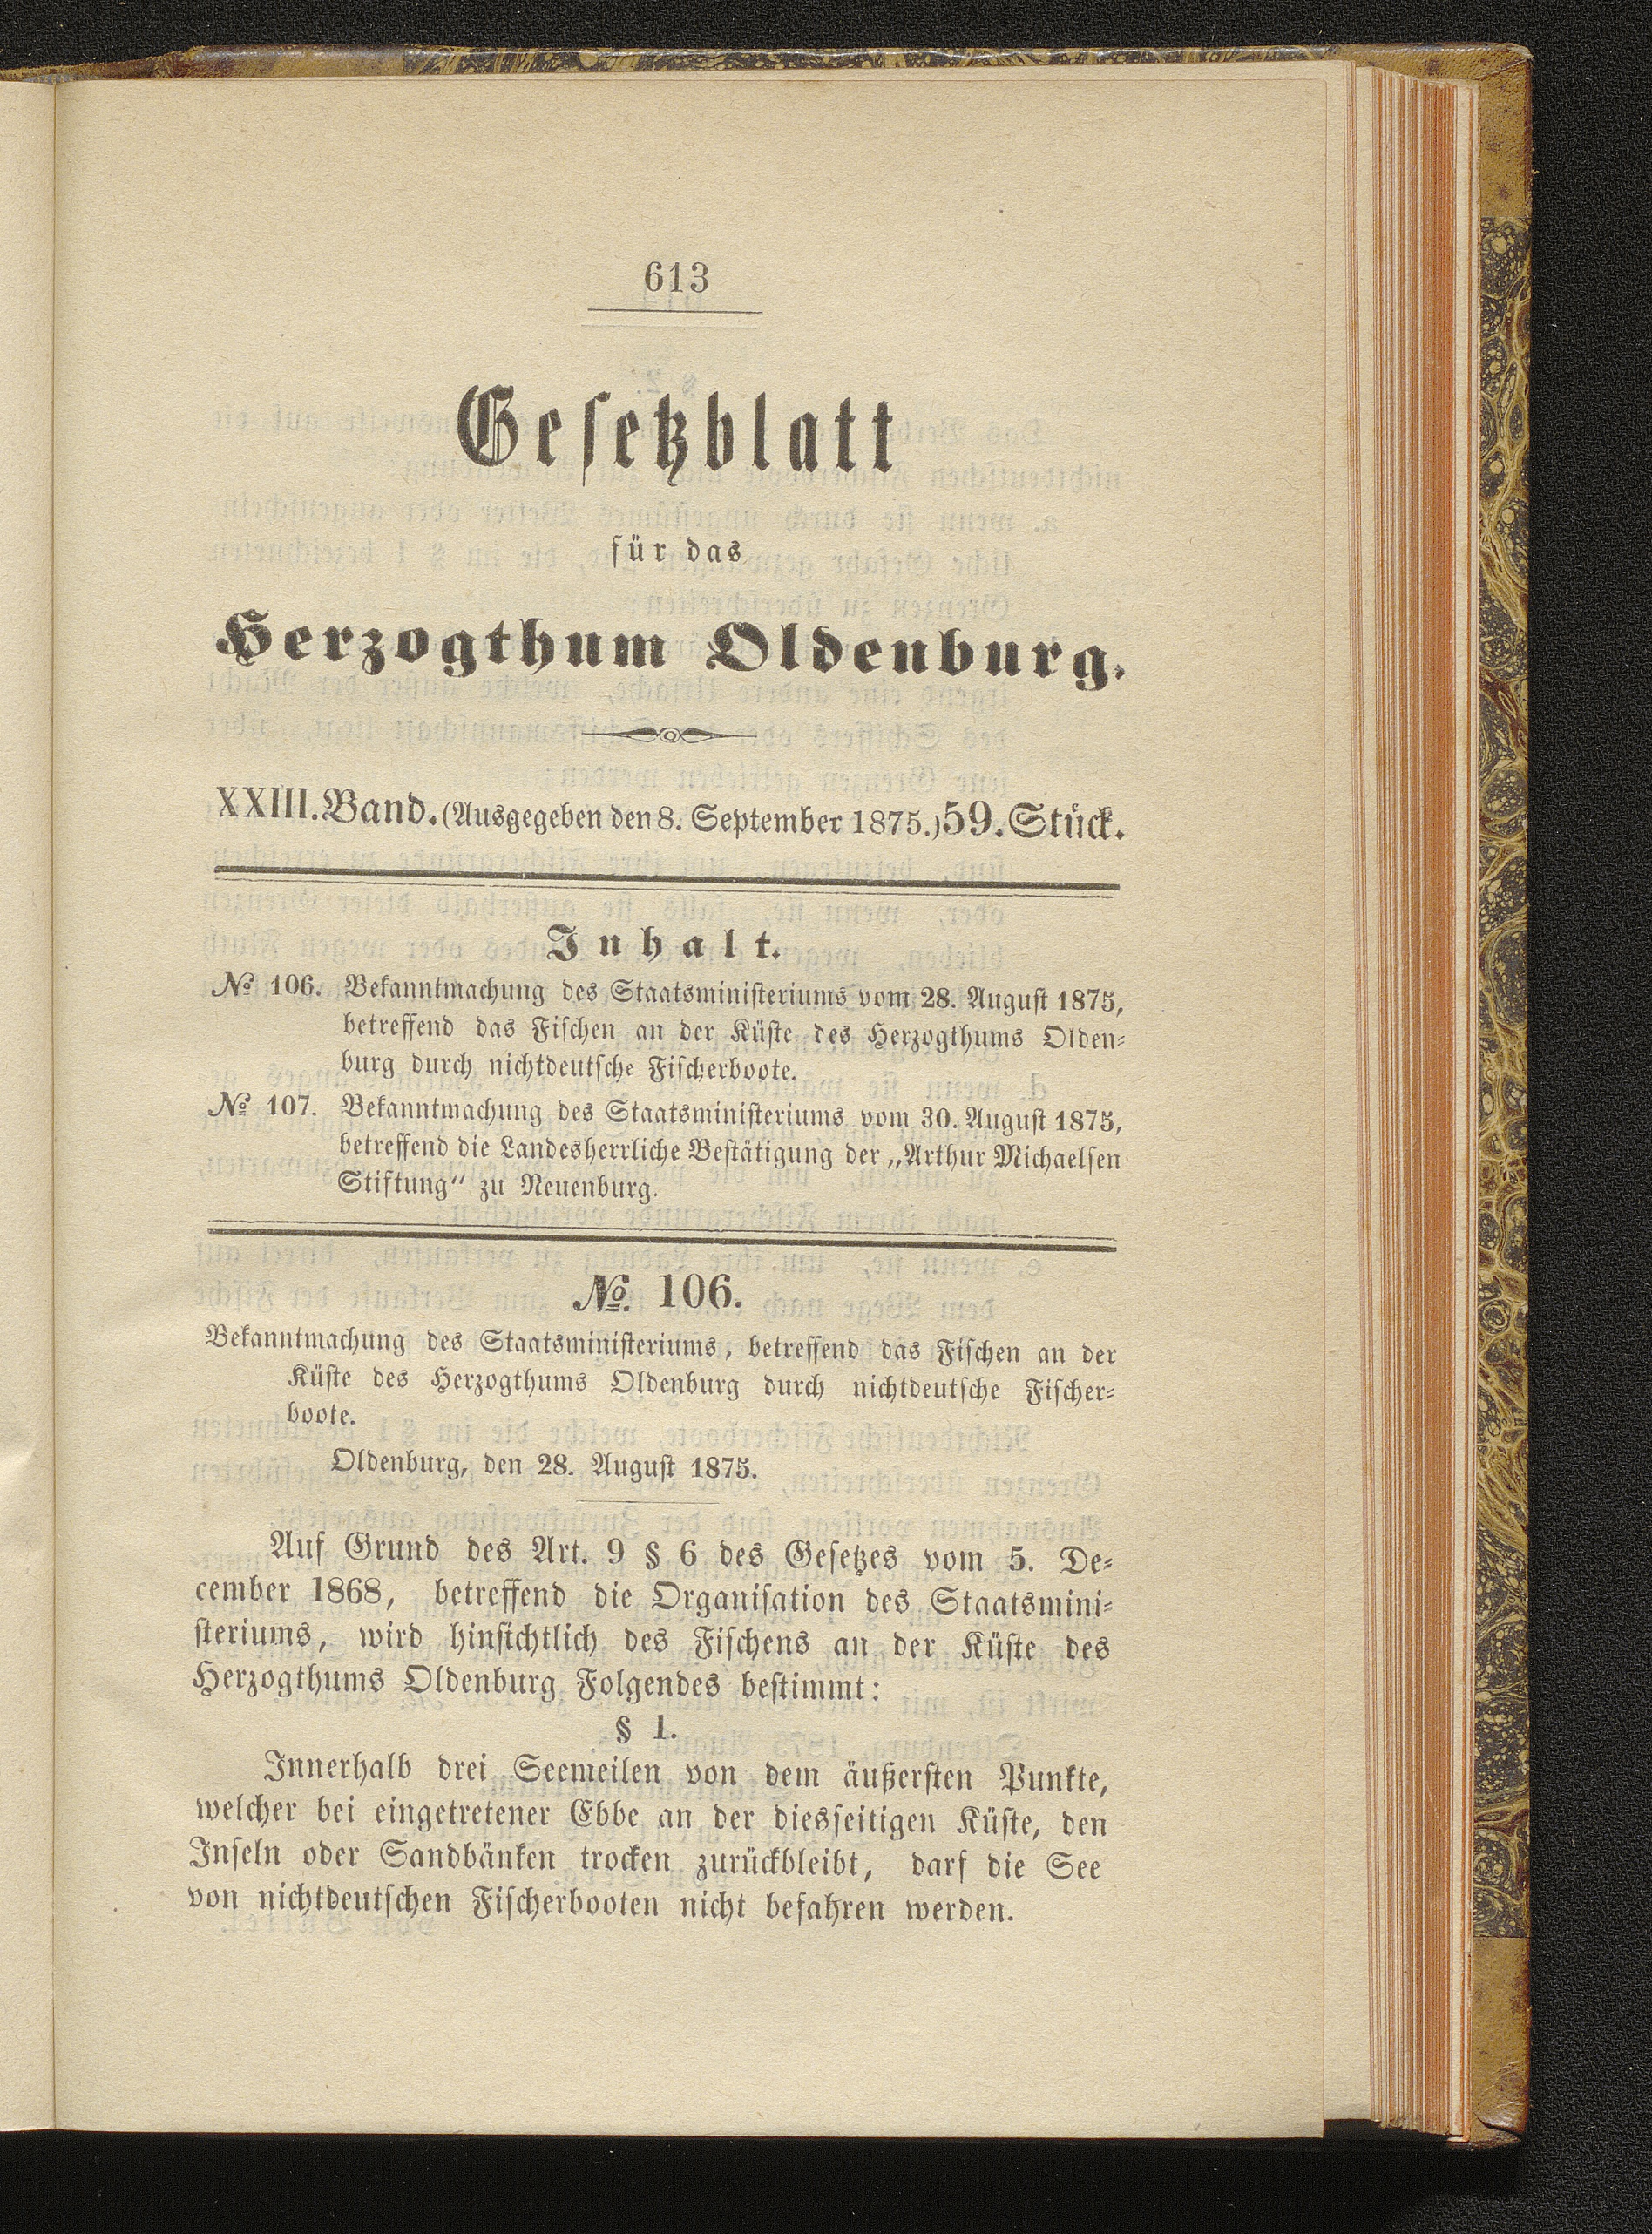 613
Gesetzblatt
für das
Herzogthum Oldenburg.
XXIII. Band. (Ausgegeben den 8. September 1875.) 59. Stück.
Inhalt.
№ 106. Bekanntmachung des Staatsministeriums vom 28. August 1875,
betreffend das Fischen an der Küste des Herzogthums Olden-
burg durch nichtdeutsche Fischerboote.
№ 107. Bekanntmachung des Staatsministeriums vom 30. August 1875,
betreffend die Landesherrliche Bestätigung der „Arthur Michaelsen
Stiftung“ zu Neuenburg.
№. 106.
Bekanntmachung des Staatsministeriums, betreffend das Fischen an der
Küste des Herzogthums Oldenburg durch nichtdeutsche Fischer-
boote.
Oldenburg, den 28. August 1875.
Auf Grund des Art. 9 § 6 des Gesetzes vom 5. De-
cember 1868, betreffend die Organisation des Staatsmini-
steriums, wird hinsichtlich des Fischens an der Küste des
Herzogthums Oldenburg Folgendes bestimmt:
§ 1.
Innerhalb drei Seemeilen von dem äußersten Punkte,
welcher bei eingetretener Ebbe an der diesseitigen Küste, den
Inseln oder Sandbänken trocken zurückbleibt, darf die See
von nichtdeutschen Fischerbooten nicht befahren werden.